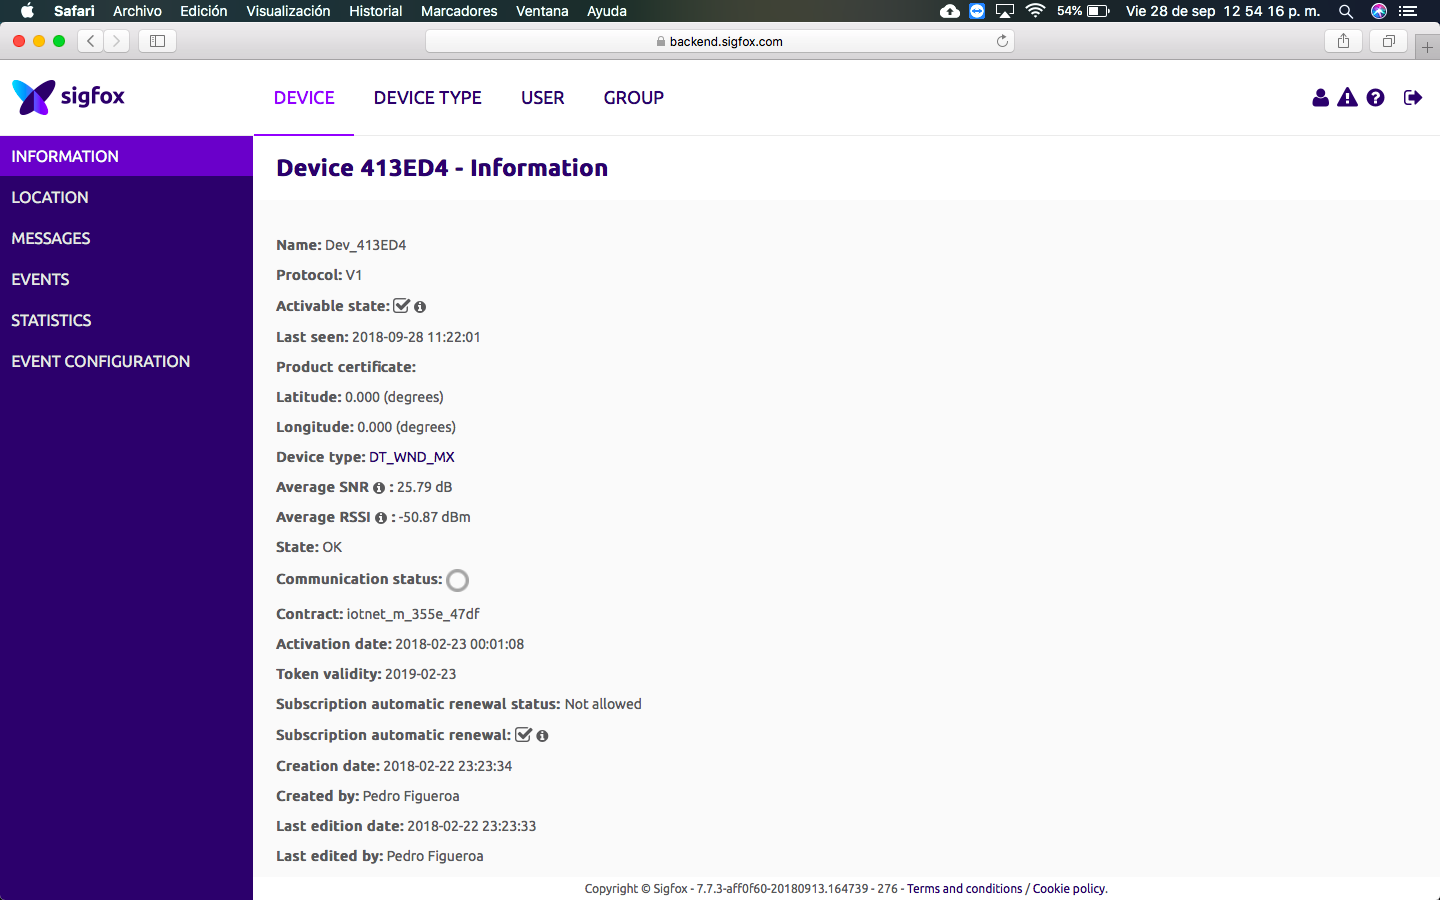 Safari Archivo Edición Visualización Historial Marcadores Ventana Ayuda 54% Vie 28 de sep 12 54 16 p. m.
backend.sigfox.com
sigfox DEVICE DEVICE TYPE USER GROUP
INFORMATION
LOCATION
MESSAGES
EVENTS
STATISTICS
EVENT CONFIGURATION
Device 413ED4 - Information
Name: Dev_413ED4
Protocol: V1
Activable state:
Last seen: 2018-09-28 11:22:01
Product certificate:
Latitude: 0.000 (degrees)
Longitude: 0.000 (degrees)
Device type: DT_WND_MX
Average SNR : 25.79 dB
Average RSSI : -50.87 dBm
State: OK
Communication status:
Contract: iotnet_m_355e_47df
Activation date: 2018-02-23 00:01:08
Token validity: 2019-02-23
Subscription automatic renewal status: Not allowed
Subscription automatic renewal:
Creation date: 2018-02-22 23:23:34
Created by: Pedro Figueroa
Last edition date: 2018-02-22 23:23:33
Last edited by: Pedro Figueroa
Copyright © Sigfox - 7.7.3-aff0f60-20180913.164739 - 276 - Terms and conditions / Cookie policy.